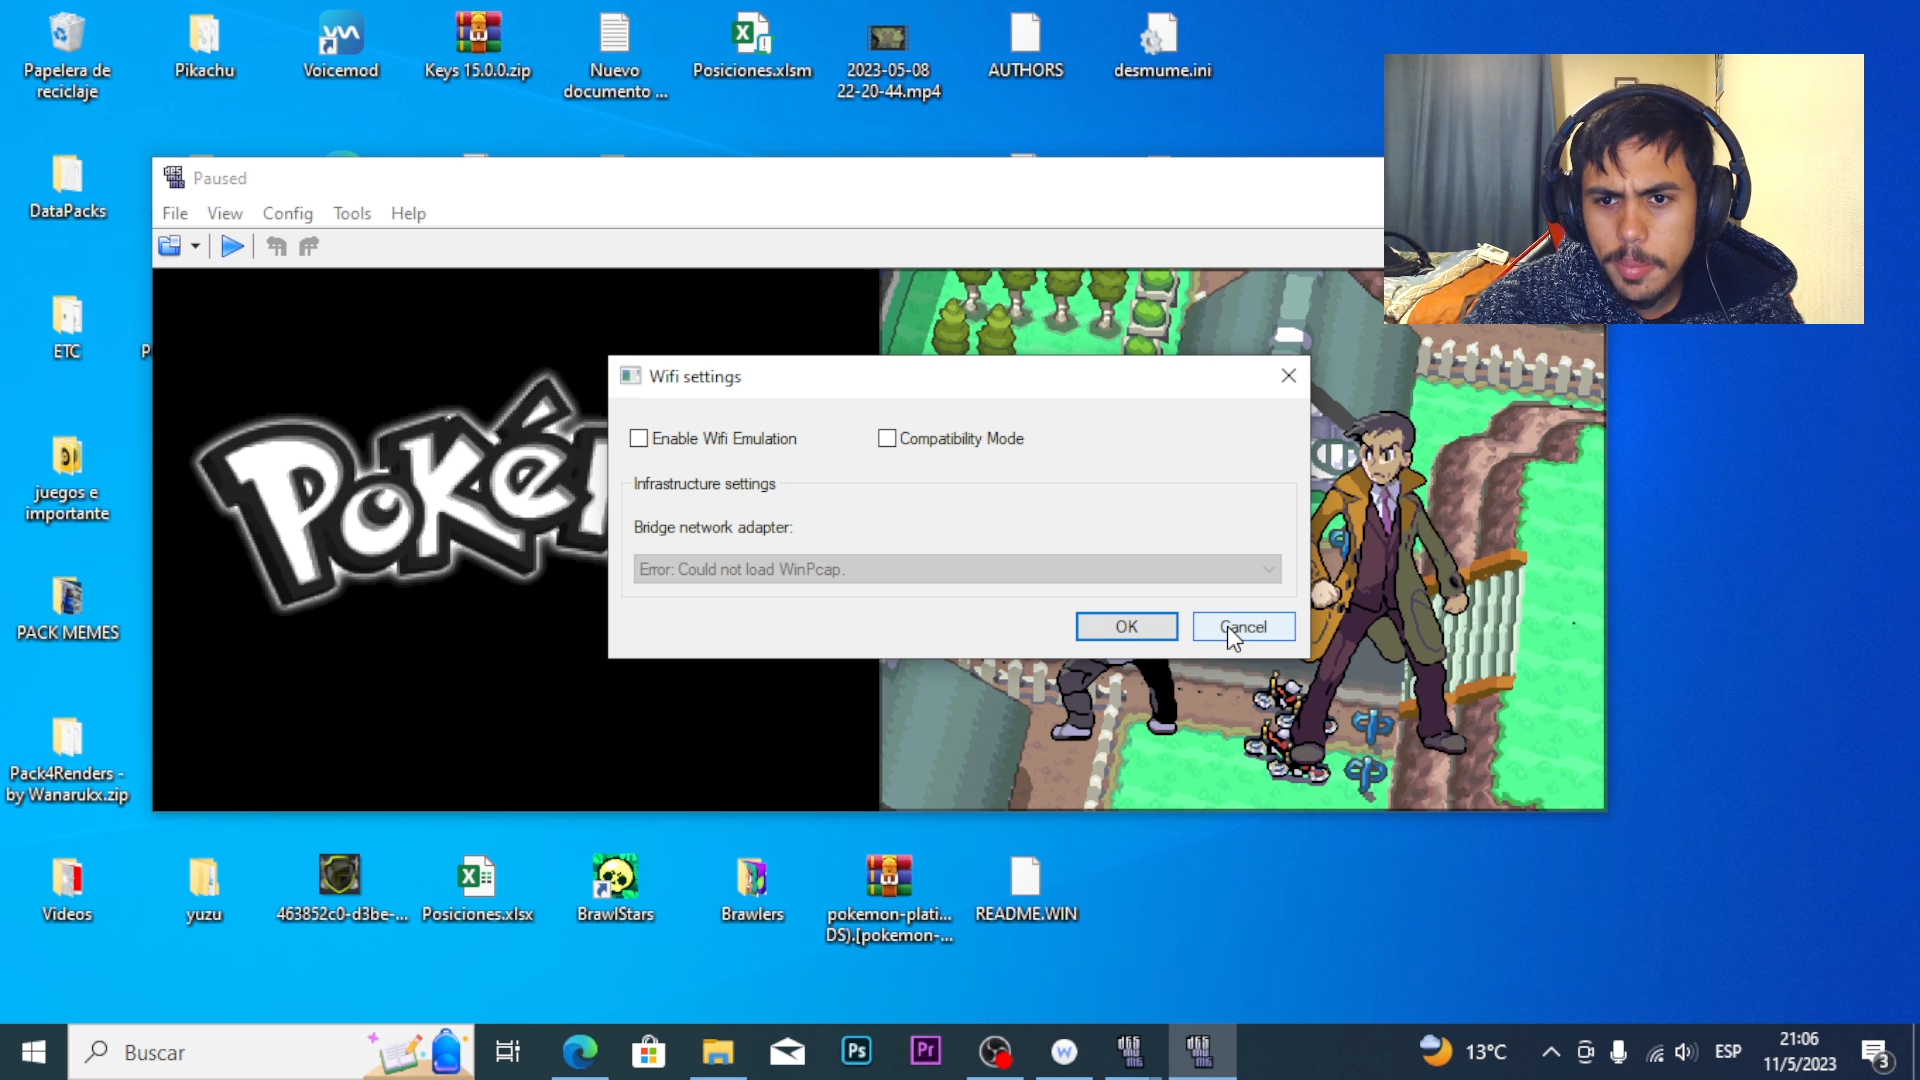 Papelera de
reciclaje
Pikachu
Voicemod
Keys 15.0.0.zip
Nuevo
documento ...
Posiciones.xlsm
2023-05-08
22-20-44.mp4
AUTHORS
desmume.ini
DataPacks
ETC
P
juegos e
importante
PACK MEMES
Pack4Renders -
by Wanarukx.zip
Paused
File View Config Tools Help
Poké
Wifi settings
Enable Wifi Emulation
Compatibility Mode
Infrastructure settings
Bridge network adapter:
Error: Could not load WinPcap.
OK
Cancel
Videos
yuzu
463852c0-d3be-...
Posiciones.xlsx
BrawlStars
Brawlers
pokemon-plati...
DS).[pokemon-...
README.WIN
Buscar
Ps
Pr
W
13°C
ESP
21:06
11/5/2023
3